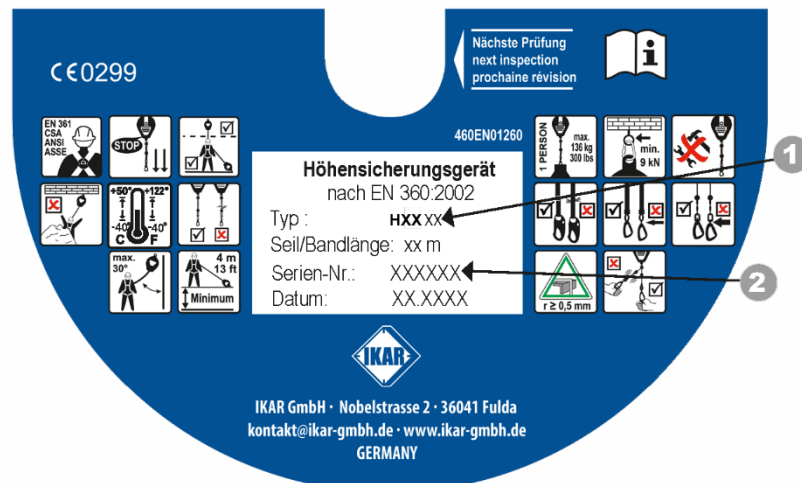 CE0299
Nächste Prüfung
next inspection
prochaine révision
i
460EN01260
EN 361
CSA
ANSI
ASSE
STOP
+50° +122°
-40° -40°
C F
max.
30°
4 m
13 ft
Minimum
Höhensicherungsgerät
nach EN 360:2002
Typ : HXX XX
Seil/Bandlänge: xx m
Serien-Nr.: XXXXXX
Datum: XX.XXXX
1 PERSON
max.
136 kg
300 lbs
min.
9 kN
r ≥ 0,5 mm
1
2
IKAR
IKAR GmbH · Nobelstrasse 2 · 36041 Fulda
kontakt@ikar-gmbh.de · www.ikar-gmbh.de
GERMANY